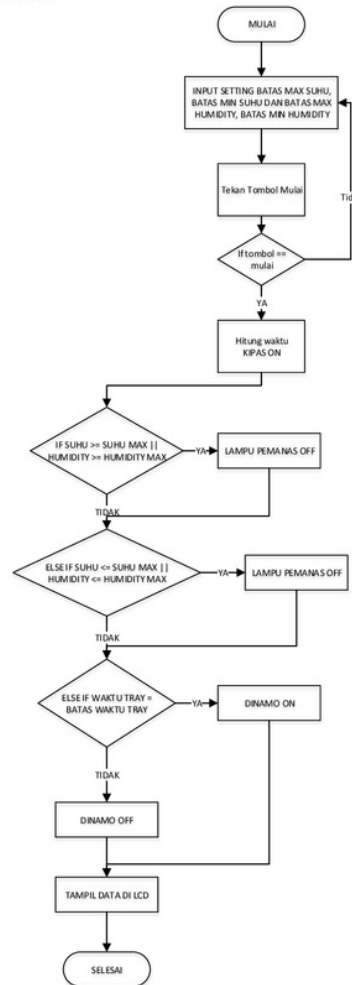 MULAI
INPUT SETTING BATAS MAX SUHU,
BATAS MIN SUHU DAN BATAS MAX
HUMIDITY, BATAS MIN HUMIDITY
Tekan Tombol Mulai
Tid
If tombol ==
mulai
YA
Hitung waktu
KIPAS ON
IF SUHU >= SUHU MAX ||
HUMIDITY >= HUMIDITY MAX
YA
LAMPU PEMANAS OFF
TIDAK
ELSE IF SUHU <= SUHU MAX ||
HUMIDITY <= HUMIDITY MAX
YA
LAMPU PEMANAS OFF
TIDAK
ELSE IF WAKTU TRAY =
BATAS WAKTU TRAY
YA
DINAMO ON
TIDAK
DINAMO OFF
TAMPIL DATA DI LCD
SELESAI